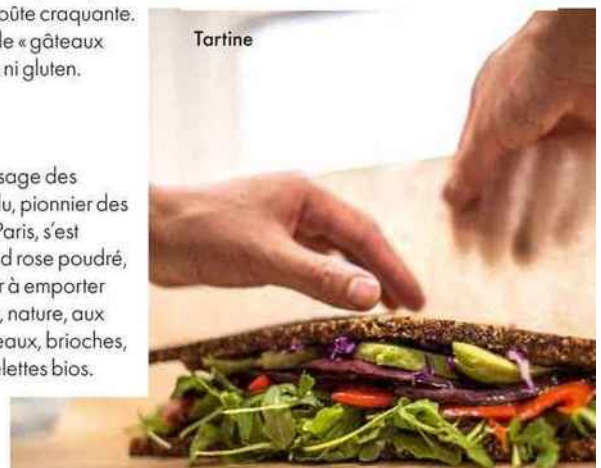 oûte craquante.
« gâteaux
ni gluten.
sage des
pionnier des
Paris, s’est
d rose poudré,
r à emporter
, nature, aux
eaux, brioches,
elettes bios.
Tartine